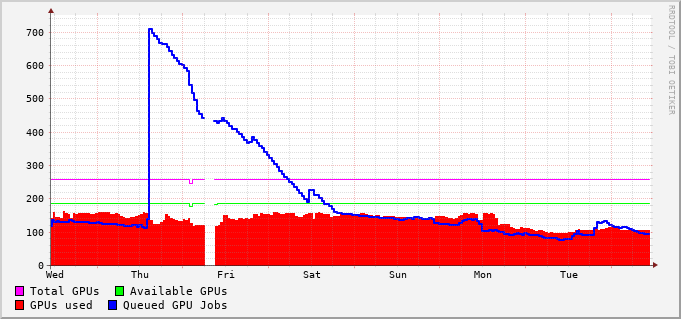 700
600
500
400
300
200
100
0
Wed Thu Fri Sat Sun Mon Tue
Total GPUs Available GPUs
GPUs used Queued GPU Jobs
RRDTOOL / TOBI OETIKER